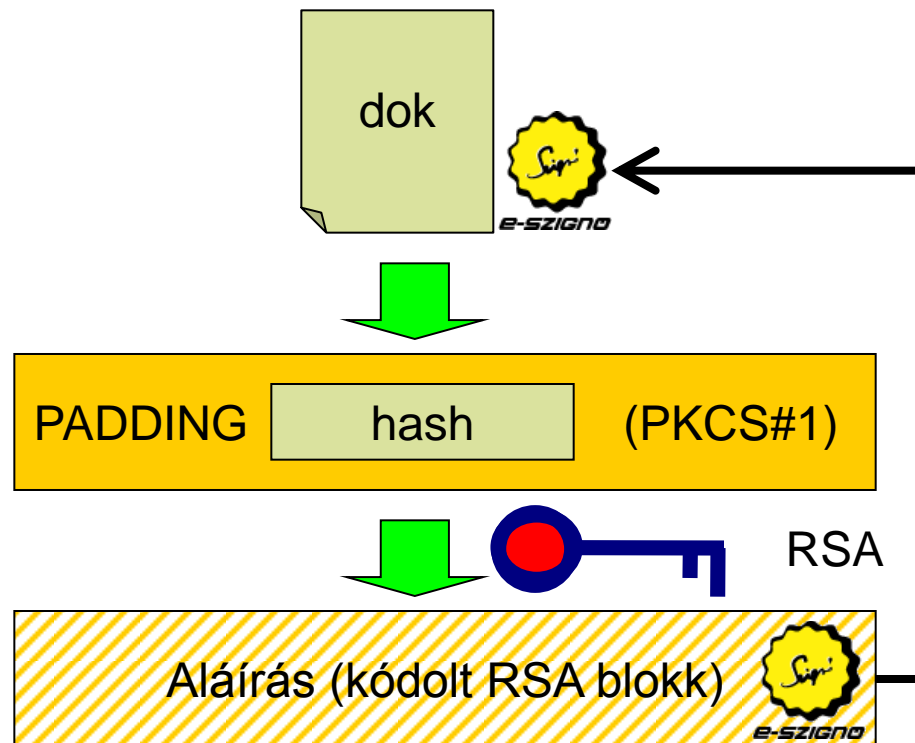 dok
e-szigno
PADDING hash (PKCS#1)
RSA
Aláírás (kódolt RSA blokk)
e-szigno